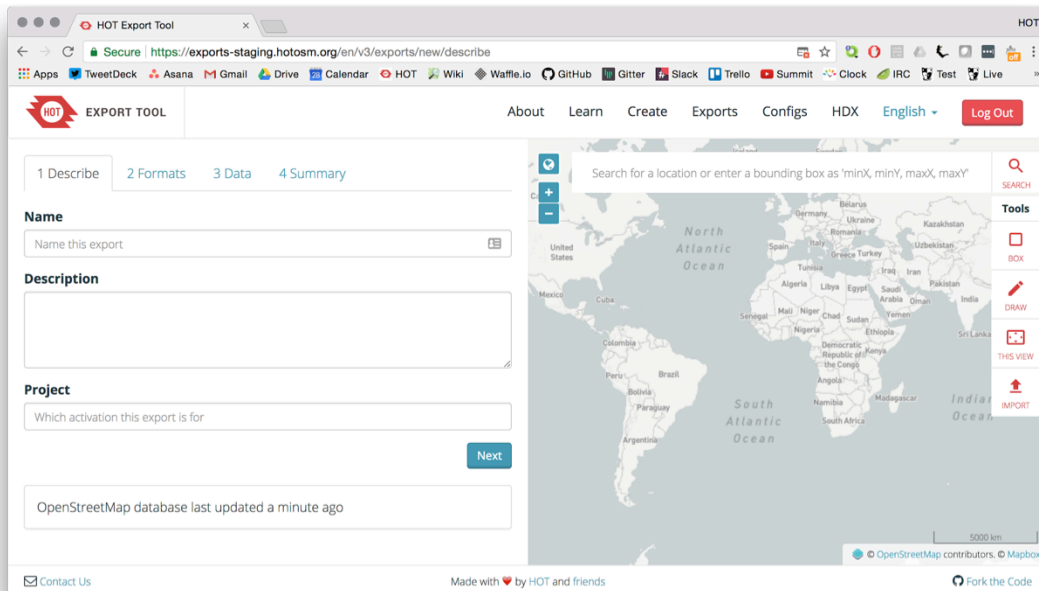 HOT Export Tool
HOT
Secure https://exports-staging.hotosm.org/en/v3/exports/new/describe
Apps TweetDeck Asana Gmail Drive Calendar HOT Wiki Waffle.io GitHub Gitter Slack Trello Summit Clock IRC Test Live »
HOT EXPORT TOOL
About Learn Create Exports Configs HDX English Log Out
1 Describe 2 Formats 3 Data 4 Summary
Name
Name this export
Description
Project
Which activation this export is for
Next
OpenStreetMap database last updated a minute ago
Search for a location or enter a bounding box as 'minX, minY, maxX, maxY'
SEARCH
Tools
BOX
DRAW
THIS VIEW
IMPORT
Belarus
Germany
Ukraine
Kazakhstan
North Atlantic Ocean
Romania
United States
Spain
Italy
Greece
Turkey
Uzbekistan
Tunisia
Iraq
Iran
Algeria
Libya
Egypt
Saudi Arabia
Pakistan
Oman
India
Mexico
Cuba
Senegal
Mali
Niger
Chad
Sudan
Yemen
Nigeria
Ethiopia
Sri Lanka
Colombia
Democratic Republic of the Congo
Kenya
Peru
Brazil
Angola
Bolivia
Namibia
Madagascar
Paraguay
South Atlantic Ocean
South Africa
Indian Ocean
Argentina
5000 km
© OpenStreetMap contributors. © Mapbox
Contact Us
Made with ❤ by HOT and friends
Fork the Code